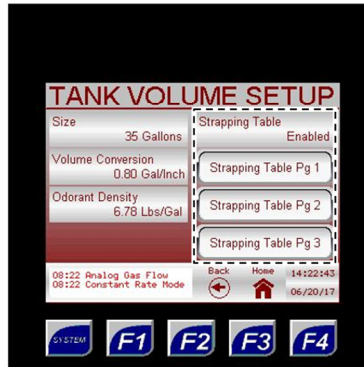 TANK VOLUME SETUP
Size
35 Gallons
Volume Conversion
0.80 Gal/Inch
Odorant Density
6.78 Lbs/Gal
Strapping Table
Enabled
Strapping Table Pg 1
Strapping Table Pg 2
Strapping Table Pg 3
08:22 Analog Gas Flow
08:22 Constant Rate Mode
Back
Home
14:22:43
06/20/17
SYSTEM
F1
F2
F3
F4